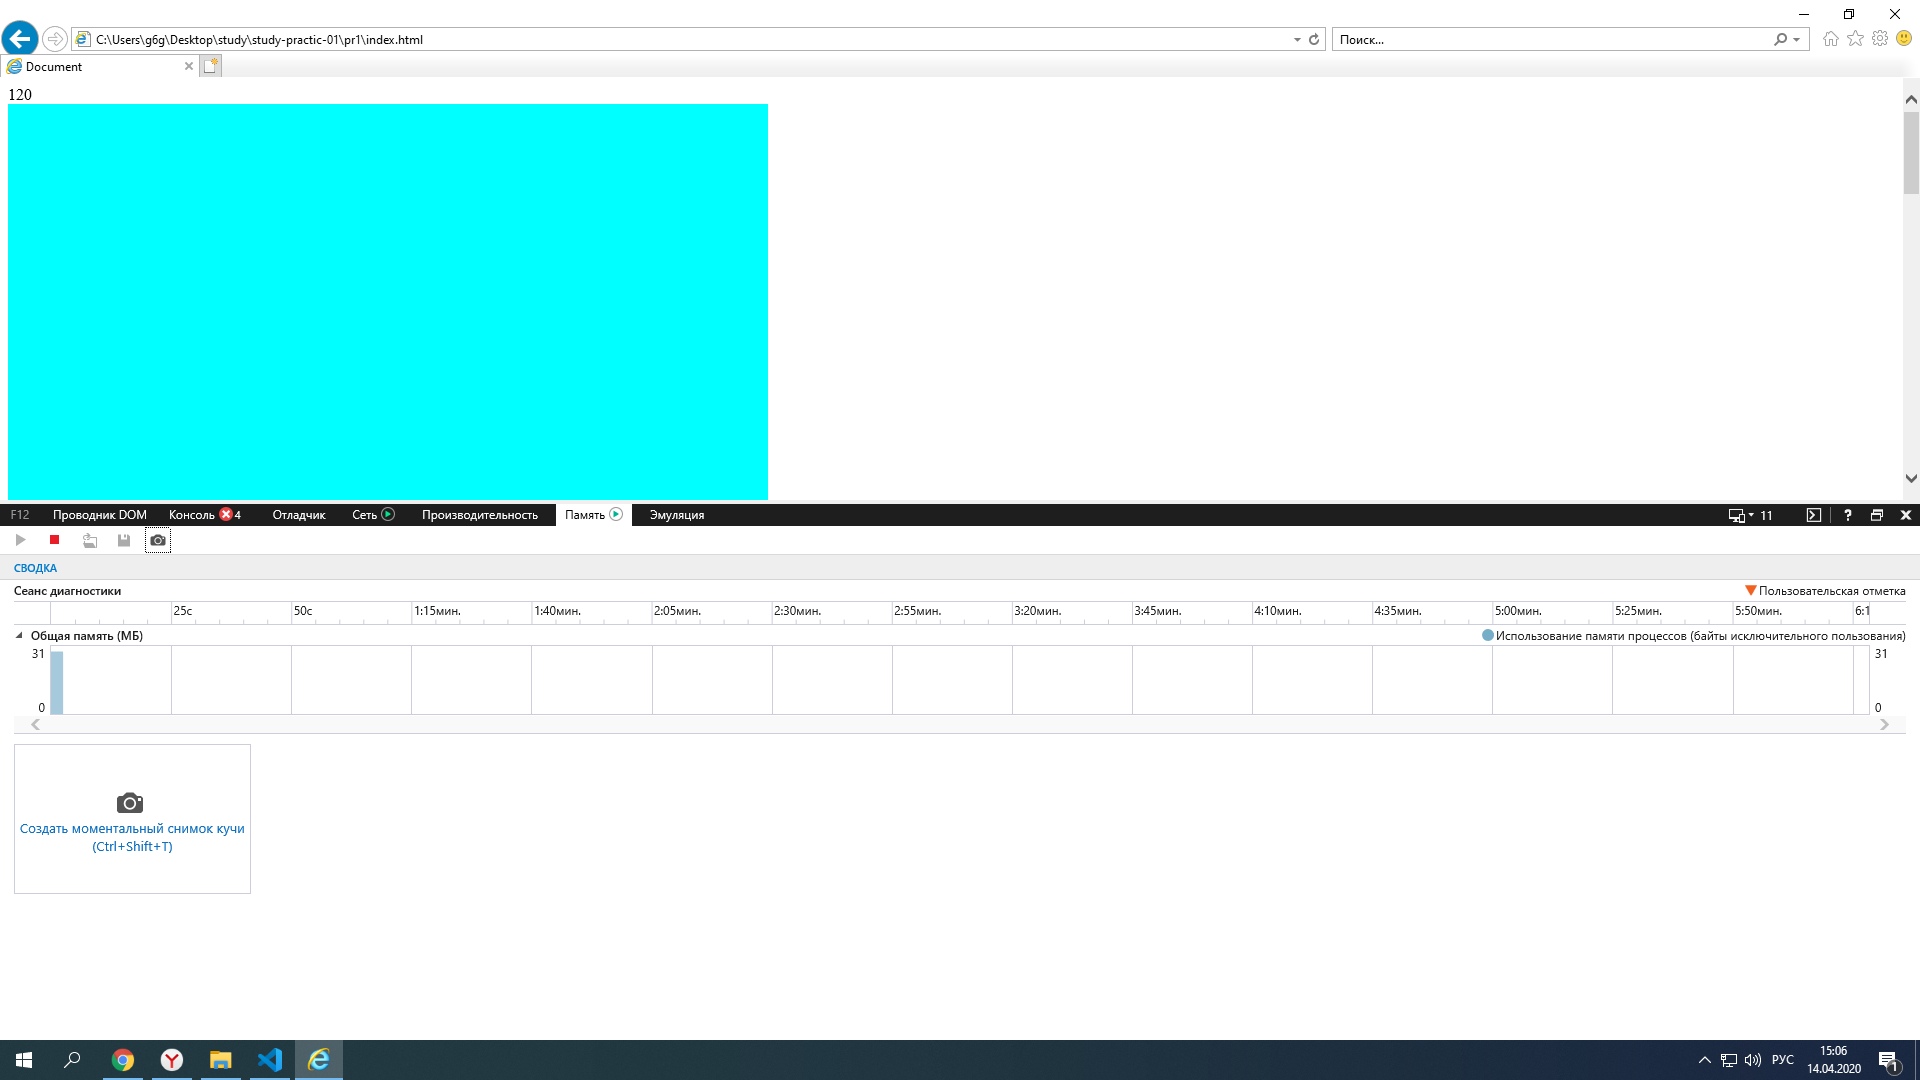 C:\Users\g6g\Desktop\study\study-practic-01\pr1\index.html
Поиск...
Document
120
F12 Проводник DOM Консоль 4 Отладчик Сеть Производительность Память Эмуляция 11 ?
СВОДКА
Сеанс диагностики Пользовательская отметка
25с 50с 1:15мин. 1:40мин. 2:05мин. 2:30мин. 2:55мин. 3:20мин. 3:45мин. 4:10мин. 4:35мин. 5:00мин. 5:25мин. 5:50мин. 6:1
Общая память (МБ) Использование памяти процессов (байты исключительного пользования)
31 31
0 0
Создать моментальный снимок кучи
(Ctrl+Shift+T)
РУС
15:06
14.04.2020
1